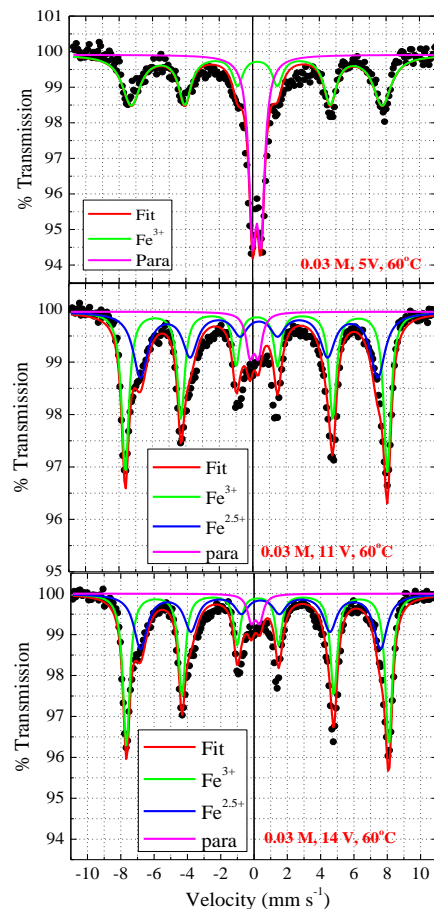 100
99
98
97
96
95
94
% Transmission
Fit
Fe³⁺
Para
0.03 M, 5V, 60°C
100
99
98
97
96
95
% Transmission
Fit
Fe³⁺
Fe²·⁵⁺
para
0.03 M, 11 V, 60°C
100
99
98
97
96
95
94
% Transmission
Fit
Fe³⁺
Fe²·⁵⁺
para
0.03 M, 14 V, 60°C
-10 -8 -6 -4 -2 0 2 4 6 8 10
Velocity (mm s⁻¹)